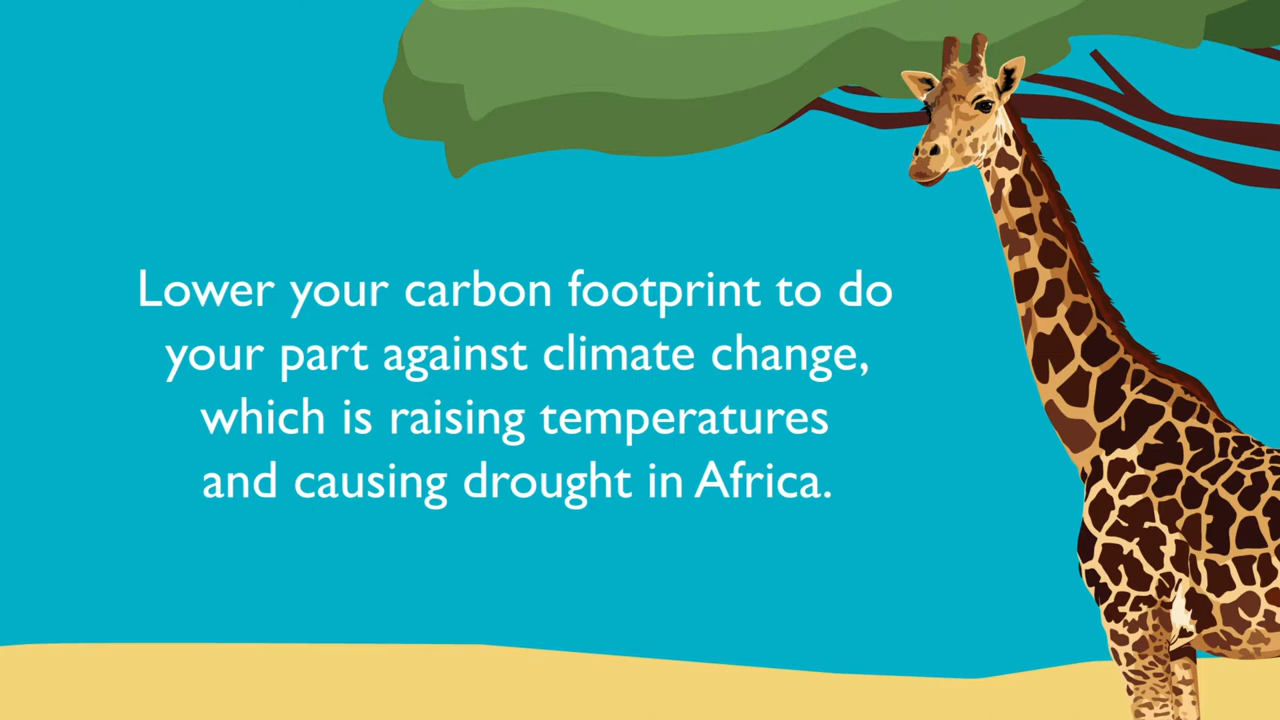 Lower your carbon footprint to do
your part against climate change,
which is raising temperatures
and causing drought in Africa.